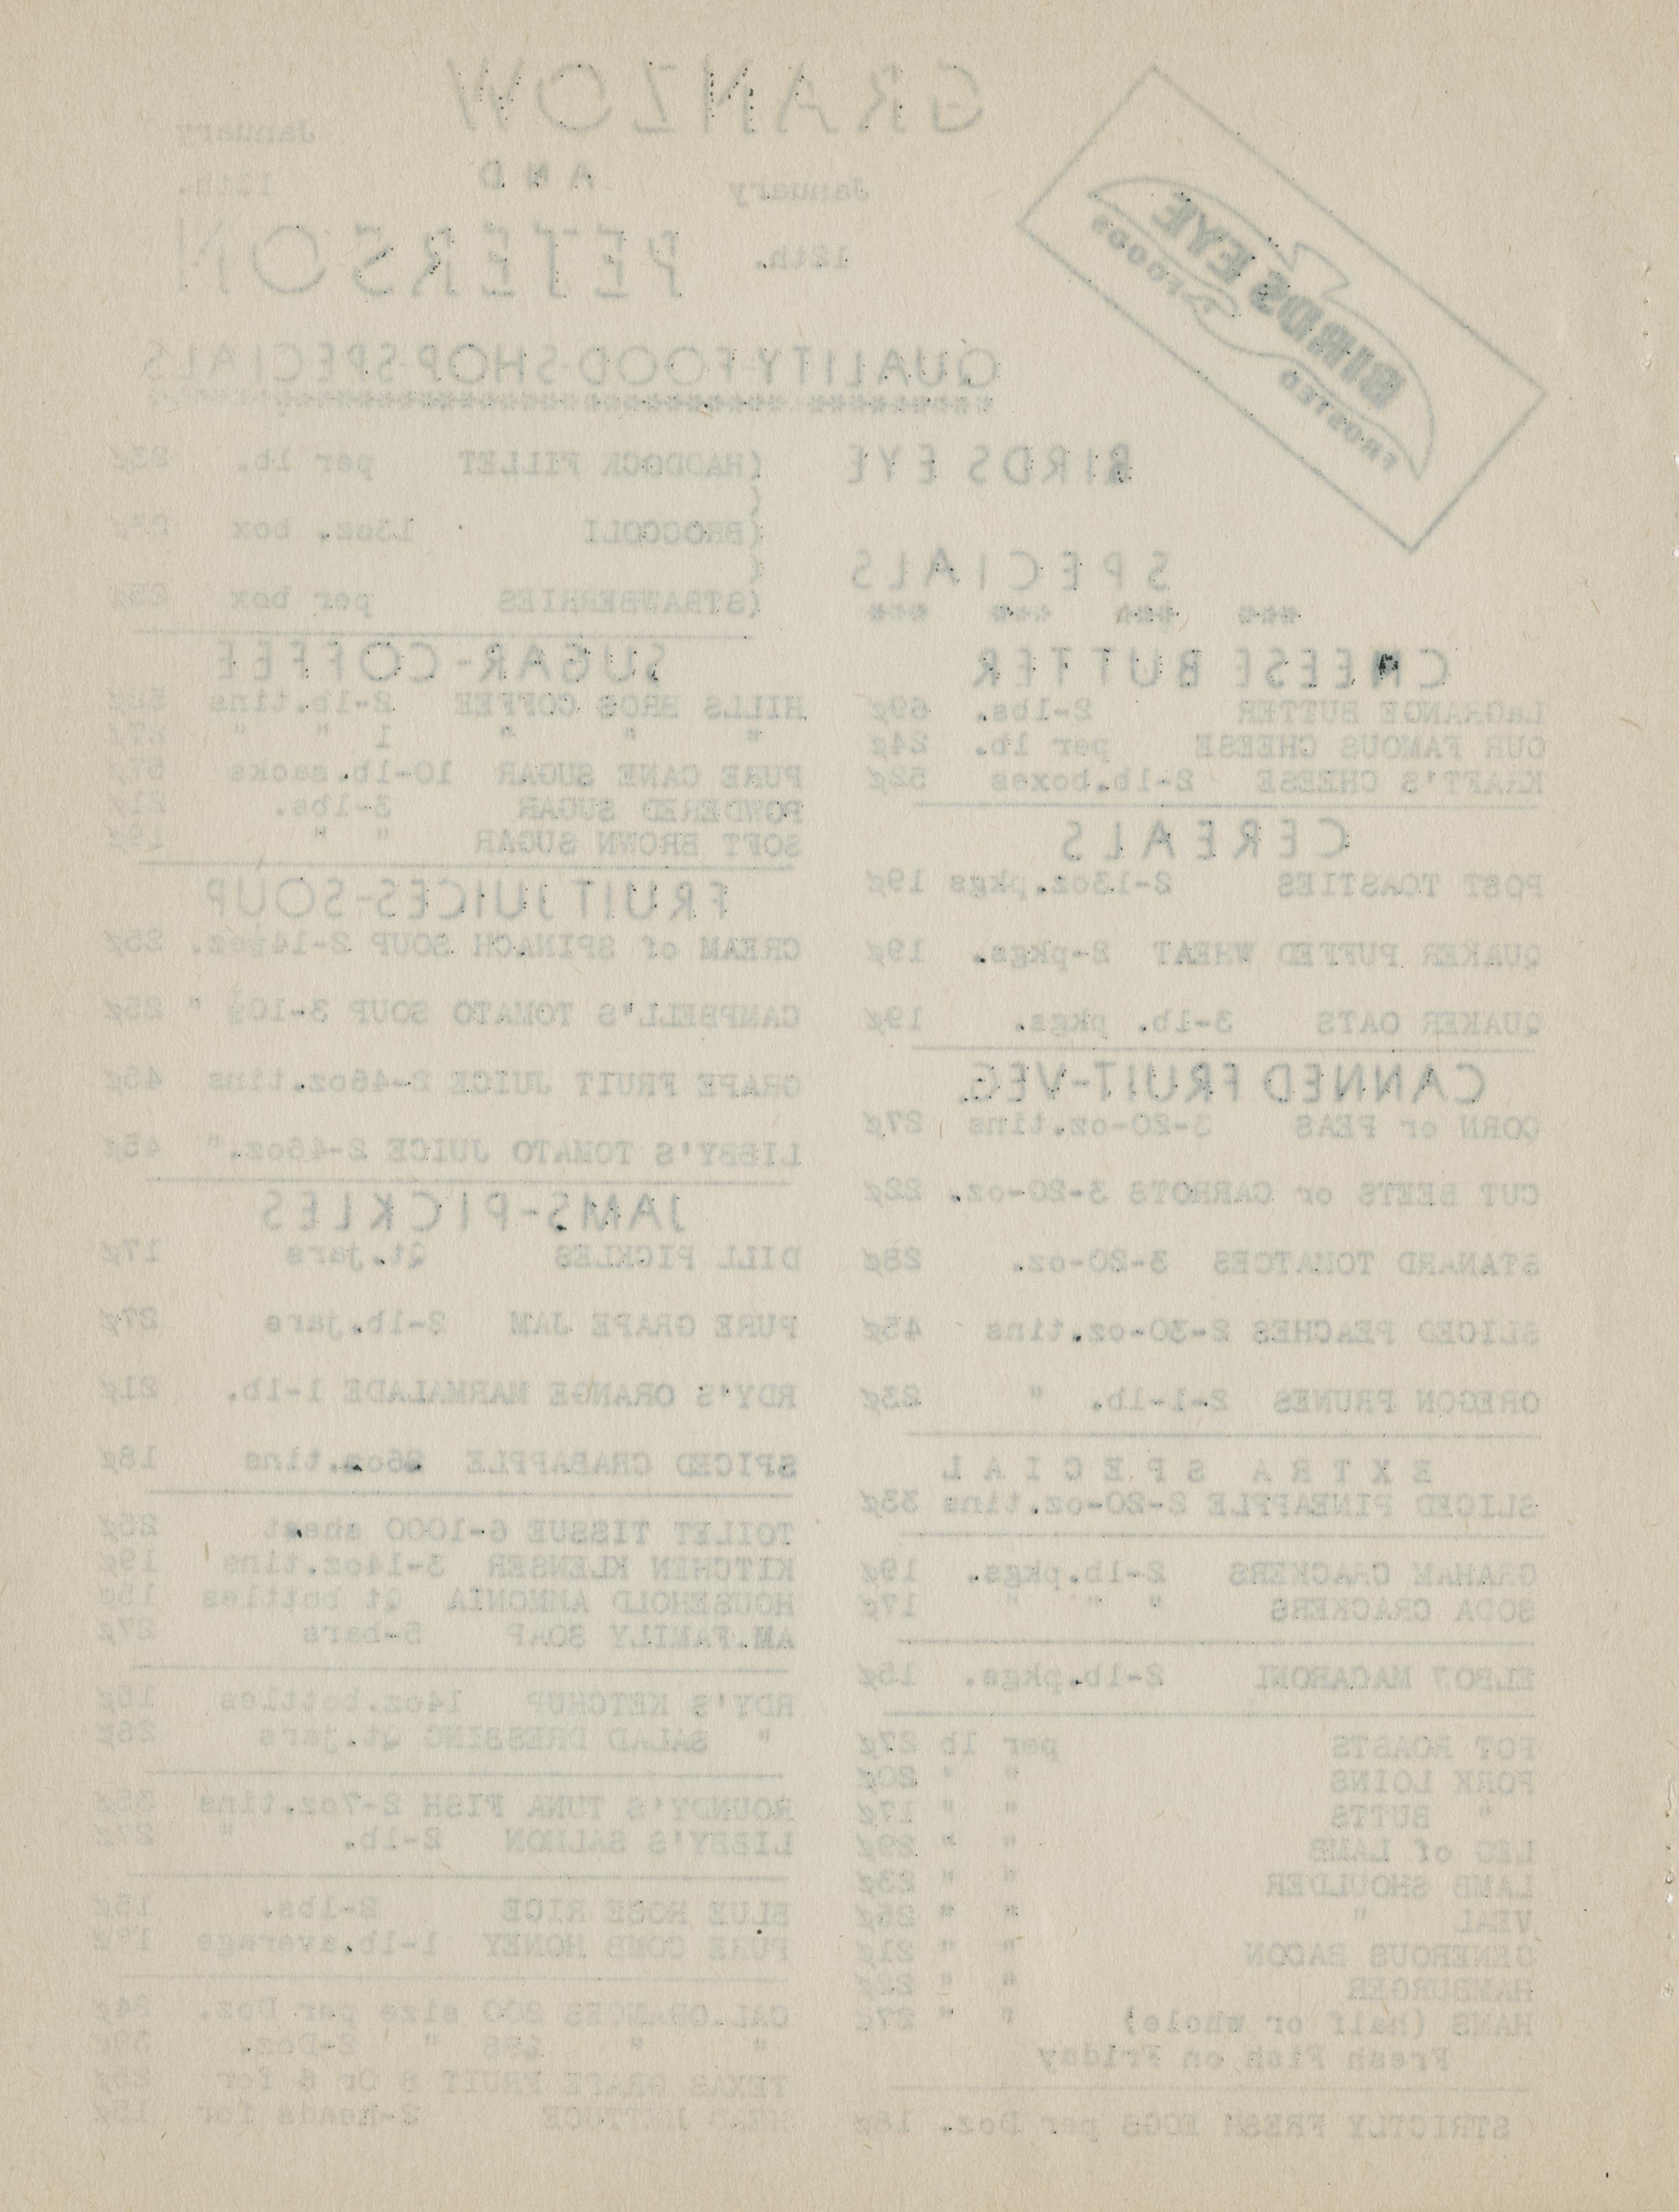 GRANZOW
January
AND
January
12th.
12th.
PETERSON
BIRDS EYE
FROSTED FOODS
QUALITY FOOD SHOP SPECIALS
BIRDS EYE
SPECIALS
*** *** *** ***
(HADDOCK FILLET per lb. 23¢
(
(BROCCOLI 13oz. box 27¢
(
(STRAWBERRIES per box 25¢
CHEESE BUTTER
LaGRANGE BUTTER 2-lbs. 69¢
OUR FAMOUS CHEESE per lb. 24¢
KRAFT'S CHEESE 2-lb.boxes 52¢
CEREALS
POST TOASTIES 2-13oz.pkgs 19¢
QUAKER PUFFED WHEAT 2-pkgs. 19¢
QUAKER OATS 3-lb. pkgs. 19¢
CANNED FRUIT-VEG.
CORN or PEAS 3-20-oz.tins 27¢
CUT BEETS or CARROTS 3-20-oz. 22¢
STANARD TOMATOES 3-20-oz. 28¢
SLICED PEACHES 2-30-oz.tins 45¢
OREGON PRUNES 2-1-lb. " 23¢
EXTRA SPECIAL
SLICED PINEAPPLE 2-20-oz.tins 33¢
GRAHAM CRACKERS 2-lb.pkgs. 19¢
SODA CRACKERS " " " 17¢
ELBOW MACARONI 2-lb.pkgs. 15¢
POT ROASTS per lb 27¢
PORK LOINS " " 20¢
" BUTTS " " 17¢
LEG of LAMB " " 29¢
LAMB SHOULDER " " 23¢
VEAL " " " 25¢
GENEROUS BACON " " 21¢
HAMBURGER " "
HAMS (half or whole) " " 27¢
Fresh Fish on Friday
STRICTLY FRESH EGGS per Doz. 18¢
SUGAR-COFFEE
HILLS BROS COFFEE 2-lb.tins
" " " 1 " " 27¢
PURE CANE SUGAR 10-lb.sacks 57¢
POWDERED SUGAR 3-lbs. 21¢
SOFT BROWN SUGAR " " 19¢
FRUIT JUICES-SOUP
CREAM of SPINACH SOUP 2-14½oz. 25¢
CAMPBELL'S TOMATO SOUP 3-10½ " 25¢
GRAPE FRUIT JUICE 2-46oz.tins 45¢
LIBBY'S TOMATO JUICE 2-46oz." 45¢
JAMS-PICKLES
DILL PICKLES Qt.jars 17¢
PURE GRAPE JAM 2-lb.jars 27¢
RDY'S ORANGE MARMALADE 1-lb. 21¢
SPICED CRABAPPLE 26oz.tins 18¢
TOILET TISSUE 6-1000 sheet 25¢
KITCHEN KLENSER 3-14oz.tins 19¢
HOUSEHOLD AMMONIA Qt bottles 15¢
AM.FAMILY SOAP 5-bars 27¢
RDY'S KETCHUP 14oz.bottles 15¢
" SALAD DRESSING Qt.jars 26¢
ROUNDY'S TUNA FISH 2-7oz.tins 35¢
LIBBY'S SALMON 2-lb. " 27¢
BLUE ROSE RICE 2-lbs. 15¢
PURE COMB HONEY 1-lb.average 19¢
CAL.ORANGES 200 size per Doz. 24¢
" " 288 " 2-Doz. 39¢
TEXAS GRAPE FRUIT 8 Or 6 for 25¢
HEAD LETTUCE 2-heads for 15¢